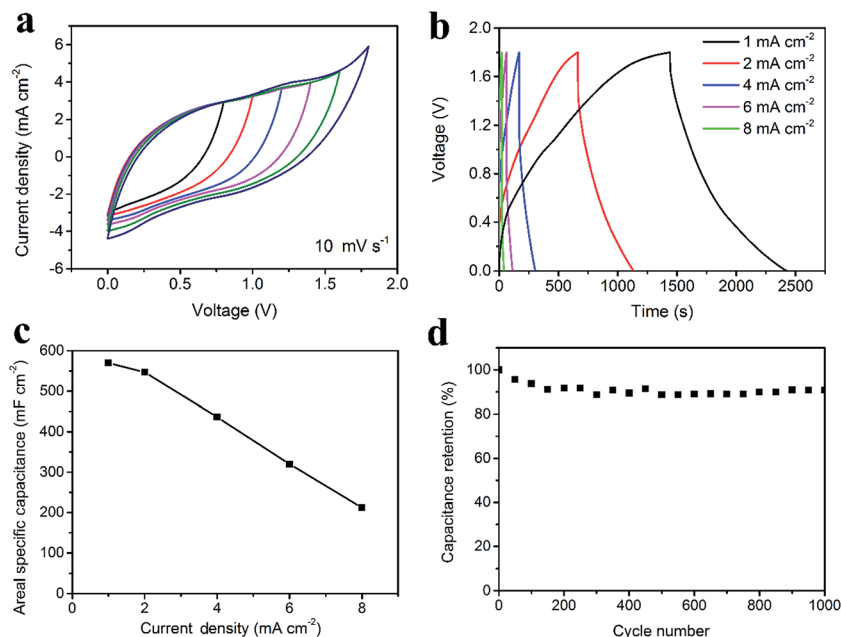 a
6
4
2
0
-2
-4
-6
0.0
0.5
1.0
1.5
2.0
Current density (mA cm-2)
Voltage (V)
10 mV s-1
b
2.0
1.6
1.2
0.8
0.4
0.0
0
500
1000
1500
2000
2500
Voltage (V)
Time (s)
1 mA cm-2
2 mA cm-2
4 mA cm-2
6 mA cm-2
8 mA cm-2
c
600
500
400
300
200
100
0
0
2
4
6
8
Areal specific capacitance (mF cm-2)
Current density (mA cm-2)
d
100
80
60
40
20
0
0
200
400
600
800
1000
Capacitance retention (%)
Cycle number